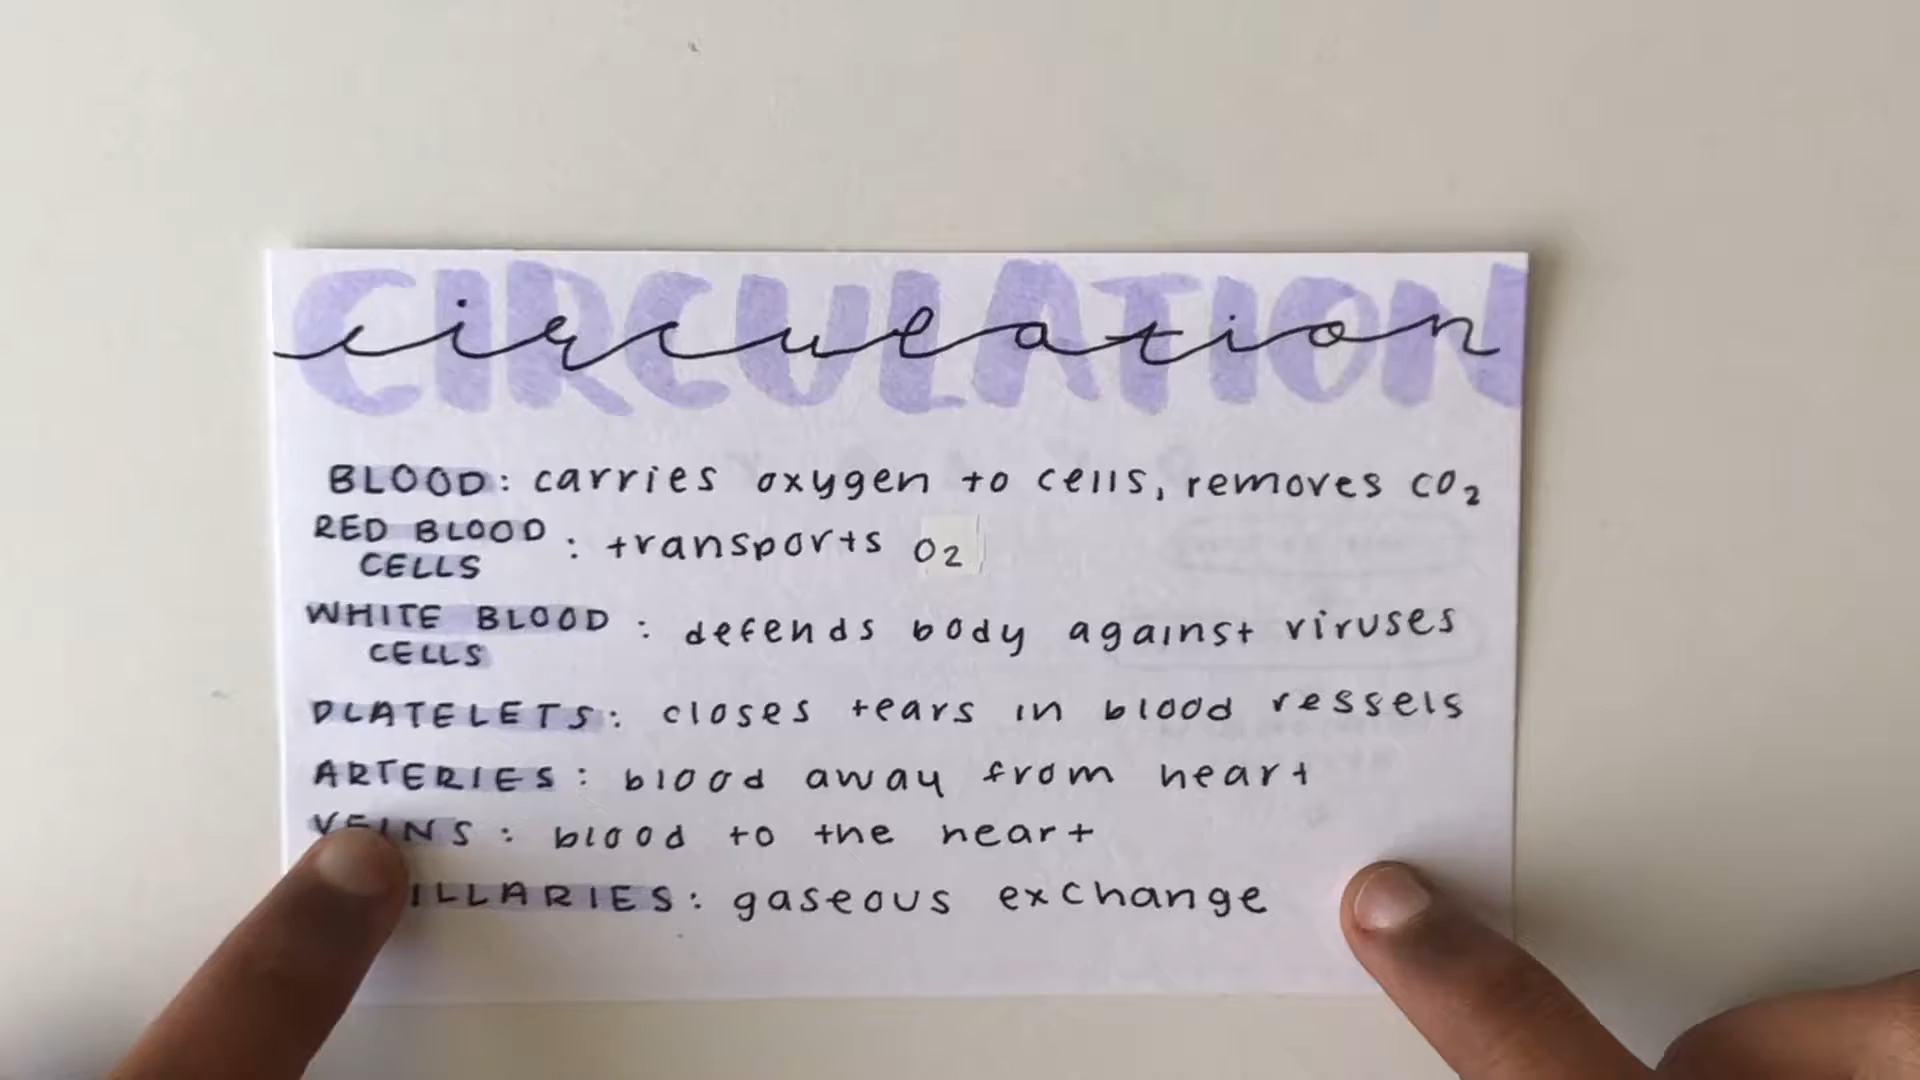 CIRCULATION
circulation
BLOOD: carries oxygen to cells, removes CO₂
RED BLOOD CELLS: transports O₂
WHITE BLOOD CELLS: defends body against viruses
PLATELETS: closes tears in blood vessels
ARTERIES: blood away from heart
VEINS: blood to the heart
ILLARIES: gaseous exchange